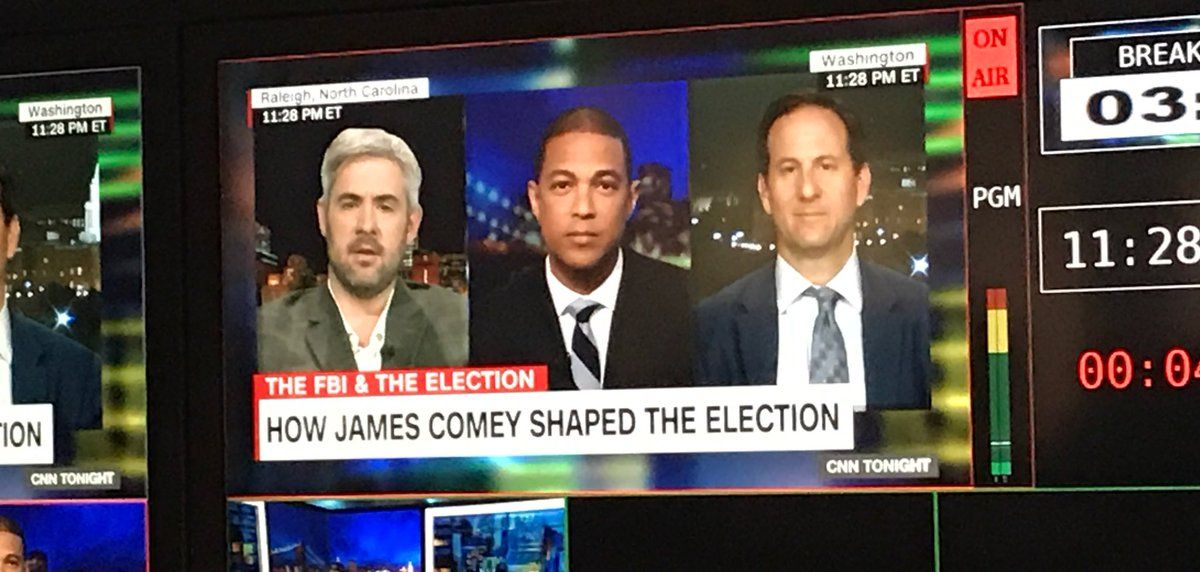 Washington
11:28 PM ET
ION
CNN TONIGHT
Raleigh, North Carolina
11:28 PM ET
Washington
11:28 PM ET
THE FBI & THE ELECTION
HOW JAMES COMEY SHAPED THE ELECTION
CNN TONIGHT
ON
AIR
PGM
BREAK
03:
11:28
00:04